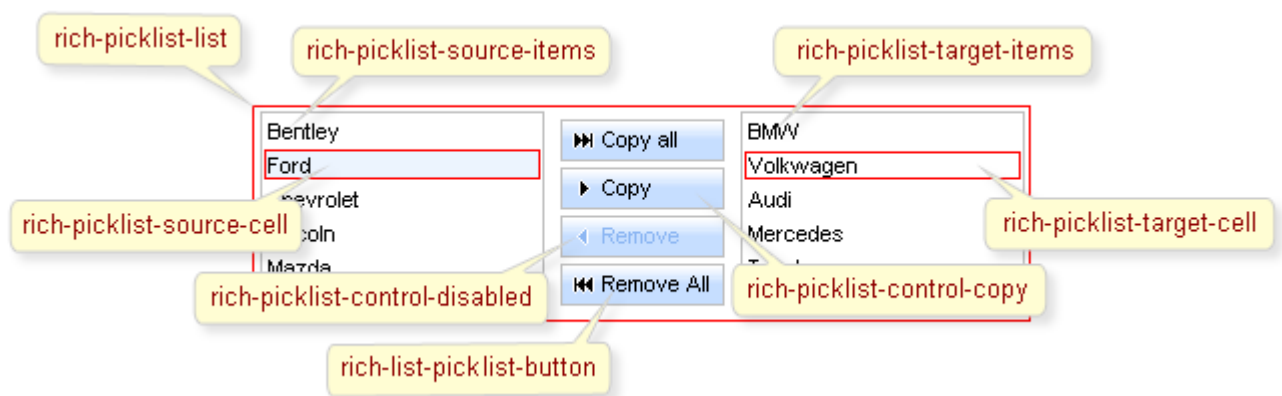 rich-picklist-list
rich-picklist-source-items
rich-picklist-target-items
Bentley
Copy all
BMW
Ford
Volkwagen
Copy
Audi
rich-picklist-source-cell
rich-picklist-target-cell
Remove
Mercedes
Mazda
rich-picklist-control-disabled
Remove All
rich-picklist-control-copy
rich-list-picklist-button